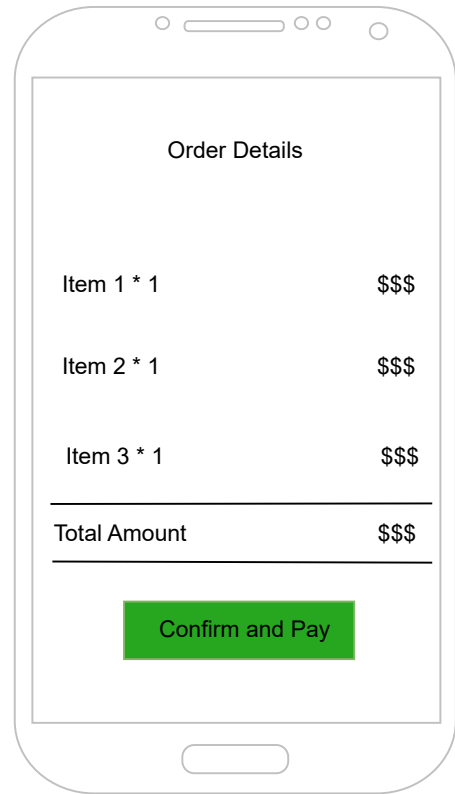 Order Details
Item 1 * 1 $$$
Item 2 * 1 $$$
Item 3 * 1 $$$
Total Amount $$$
Confirm and Pay